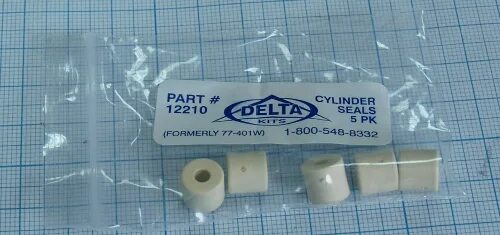 PART #
12210
DELTA
KITS
CYLINDER
SEALS
5 PK
(FORMERLY 77-401W)
1-800-548-8332